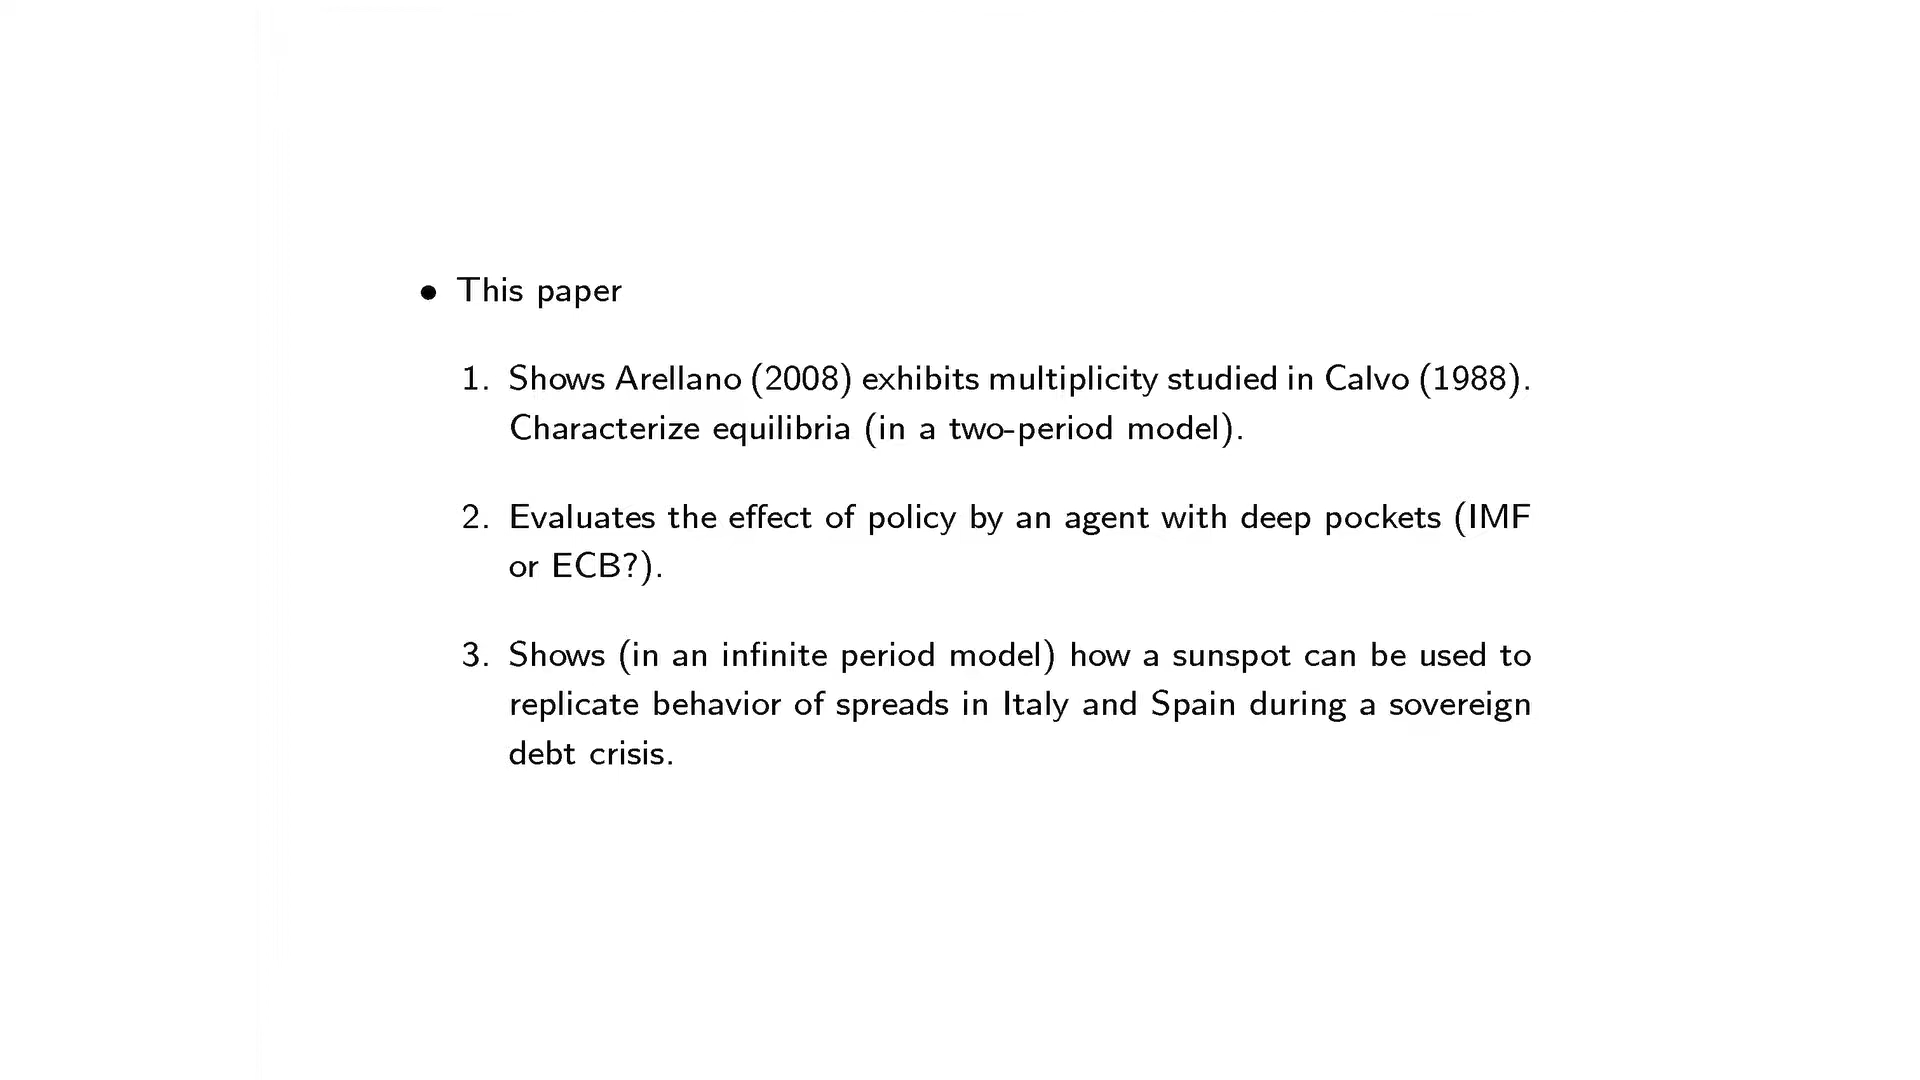 • This paper
1. Shows Arellano (2008) exhibits multiplicity studied in Calvo (1988).
Characterize equilibria (in a two-period model).
2. Evaluates the effect of policy by an agent with deep pockets (IMF
or ECB?).
3. Shows (in an infinite period model) how a sunspot can be used to
replicate behavior of spreads in Italy and Spain during a sovereign
debt crisis.